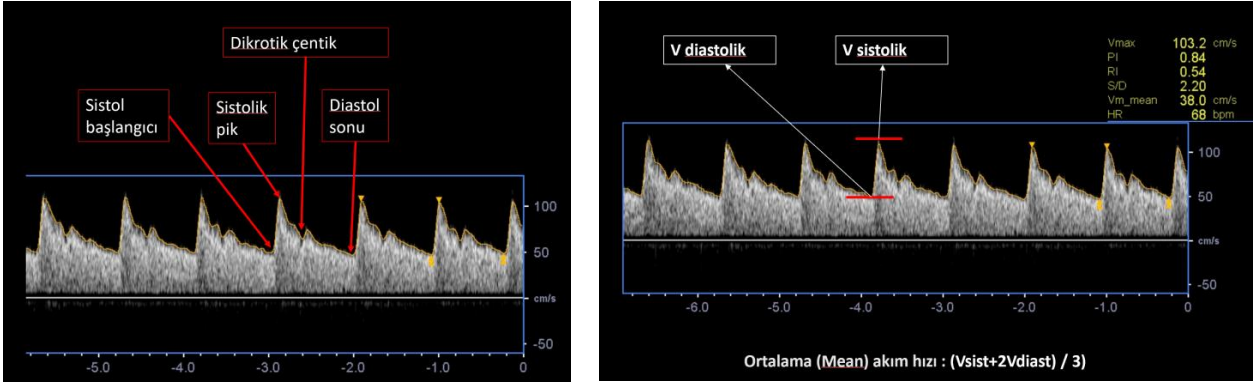 Dikrotik çentik
Sistol
başlangıcı
Sistolik
pik
Diastol
sonu
100
50
cm/s
-50
-5.0 -4.0 -3.0 -2.0 -1.0 0
V diastolik
V sistolik
Vmax 103.2 cm/s
PI 0.84
RI 0.54
S/D 2.20
Vm_mean 38.0 cm/s
HR 68 bpm
100
50
cm/s
-50
-6.0 -5.0 -4.0 -3.0 -2.0 -1.0 0
Ortalama (Mean) akım hızı : (Vsist+2Vdiast) / 3)